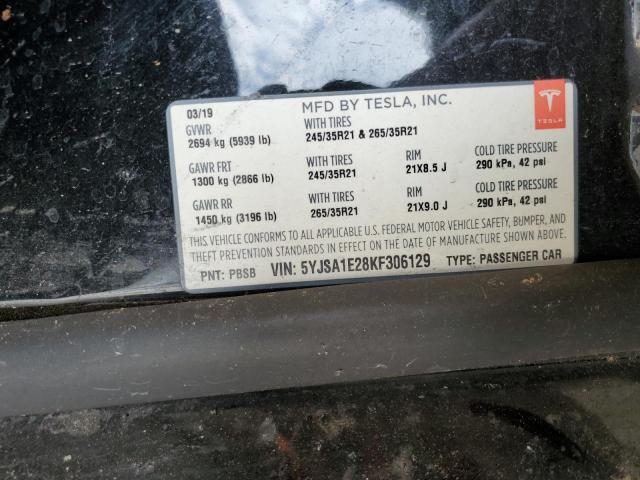 03/19 MFD BY TESLA, INC.
GVWR WITH TIRES
2694 kg (5939 lb) 245/35R21 & 265/35R21
TESLA
GAWR FRT WITH TIRES RIM COLD TIRE PRESSURE
1300 kg (2866 lb) 245/35R21 21X8.5 J 290 kPa, 42 psi
GAWR RR WITH TIRES RIM COLD TIRE PRESSURE
1450 kg (3196 lb) 265/35R21 21X9.0 J 290 kPa, 42 psi
THIS VEHICLE CONFORMS TO ALL APPLICABLE U.S. FEDERAL MOTOR VEHICLE SAFETY, BUMPER, AND
THEFT PREVENTION STANDARDS IN EFFECT ON THE DATE OF MANUFACTURE SHOWN ABOVE.
PNT: PBSB VIN: 5YJSA1E28KF306129 TYPE: PASSENGER CAR